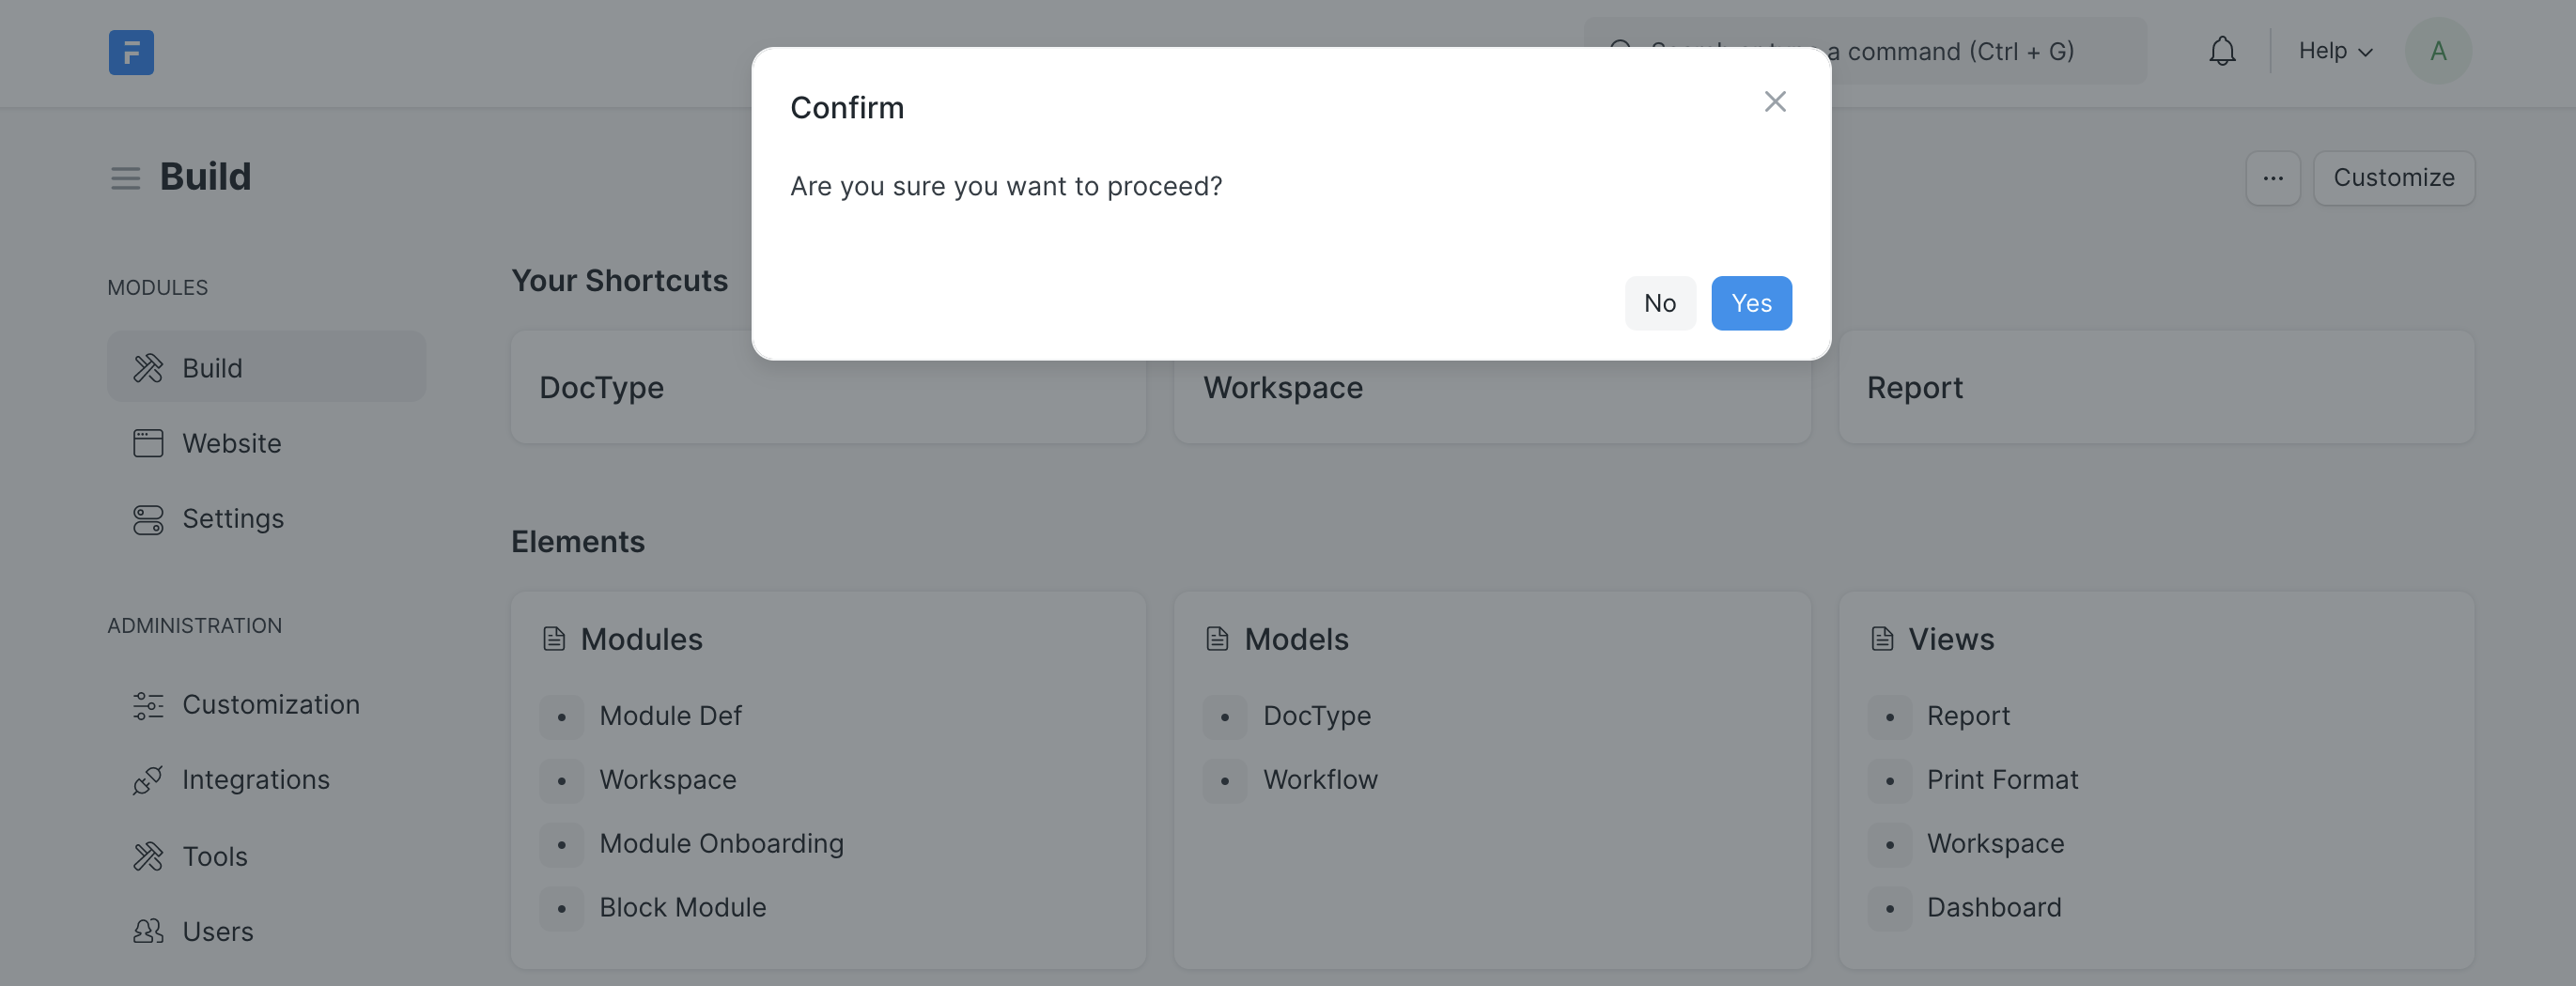 a command (Ctrl + G)
Help
A
Confirm
Are you sure you want to proceed?
No
Yes
Build
Customize
MODULES
Build
Website
Settings
ADMINISTRATION
Customization
Integrations
Tools
Users
Your Shortcuts
DocType
Workspace
Report
Elements
Modules
Module Def
Workspace
Module Onboarding
Block Module
Models
DocType
Workflow
Views
Report
Print Format
Workspace
Dashboard